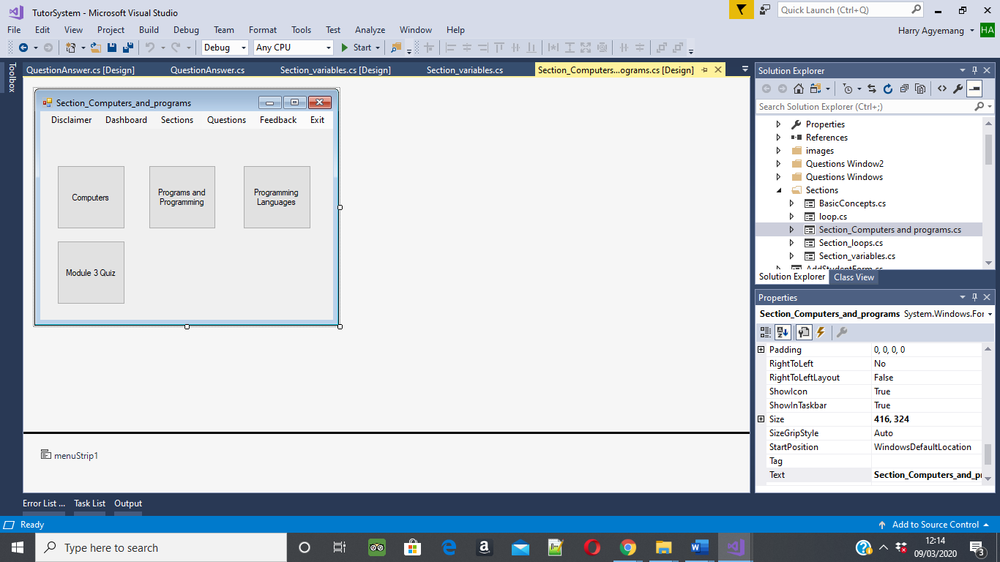 TutorSystem - Microsoft Visual Studio
Quick Launch (Ctrl+Q)
File Edit View Project Build Debug Team Format Tools Test Analyze Window Help
Harry Agyemang HA
Debug Any CPU Start
Toolbox
QuestionAnswer.cs [Design] QuestionAnswer.cs Section_variables.cs [Design] Section_variables.cs Section_Computers...ograms.cs [Design]
Section_Computers_and_programs
Disclaimer Dashboard Sections Questions Feedback Exit
Computers
Programs and
Programming
Programming
Languages
Module 3 Quiz
menuStrip1
Solution Explorer
Search Solution Explorer (Ctrl+;)
Properties
References
images
Questions Window2
Questions Windows
Sections
BasicConcepts.cs
loop.cs
Section_Computers and programs.cs
Section_loops.cs
Section_variables.cs
AddStudentForm.cs
Solution Explorer Class View
Properties
Section_Computers_and_programs System.Windows.For
Padding 0, 0, 0, 0
RightToLeft No
RightToLeftLayout False
ShowIcon True
ShowInTaskbar True
Size 416, 324
SizeGripStyle Auto
StartPosition WindowsDefaultLocation
Tag
Text Section_Computers_and_pr
Error List ... Task List Output
Ready
Add to Source Control
Type here to search
12:14
09/03/2020
3